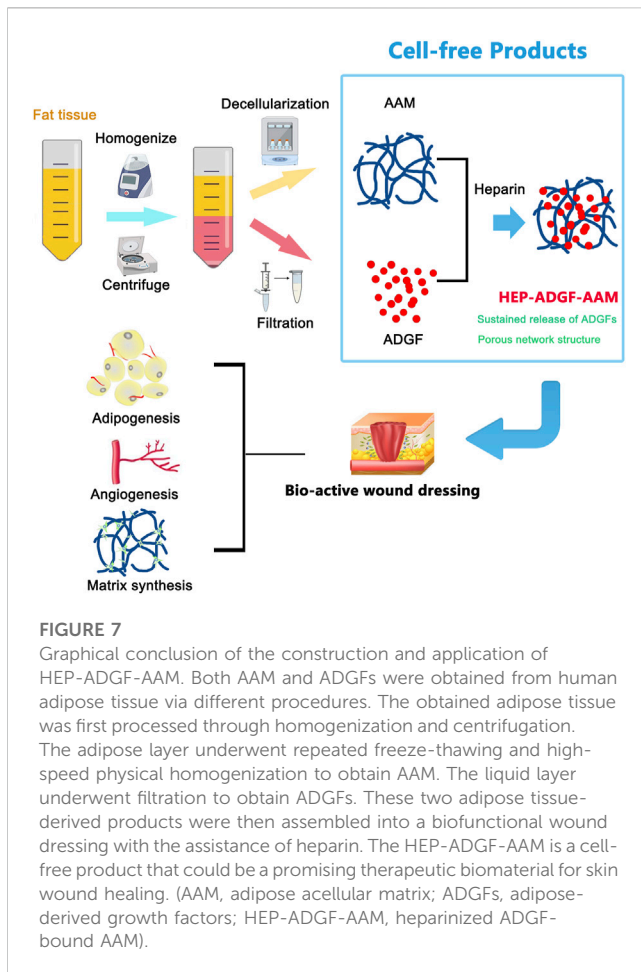 Cell-free Products
Fat tissue
Homogenize
Centrifuge
Decellularization
Filtration
AAM
ADGF
Heparin
HEP-ADGF-AAM
Sustained release of ADGFs
Porous network structure
Adipogenesis
Angiogenesis
Matrix synthesis
Bio-active wound dressing
FIGURE 7
Graphical conclusion of the construction and application of
HEP-ADGF-AAM. Both AAM and ADGFs were obtained from human
adipose tissue via different procedures. The obtained adipose tissue
was first processed through homogenization and centrifugation.
The adipose layer underwent repeated freeze-thawing and high-
speed physical homogenization to obtain AAM. The liquid layer
underwent filtration to obtain ADGFs. These two adipose tissue-
derived products were then assembled into a biofunctional wound
dressing with the assistance of heparin. The HEP-ADGF-AAM is a cell-
free product that could be a promising therapeutic biomaterial for skin
wound healing. (AAM, adipose acellular matrix; ADGFs, adipose-
derived growth factors; HEP-ADGF-AAM, heparinized ADGF-
bound AAM).